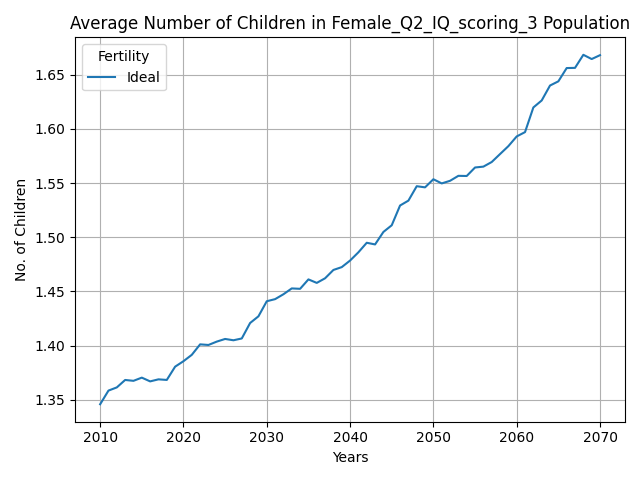 Average Number of Children in Female_Q2_IQ_scoring_3 Population
Fertility
Ideal
1.65
1.60
1.55
1.50
1.45
1.40
1.35
No. of Children
2010 2020 2030 2040 2050 2060 2070
Years